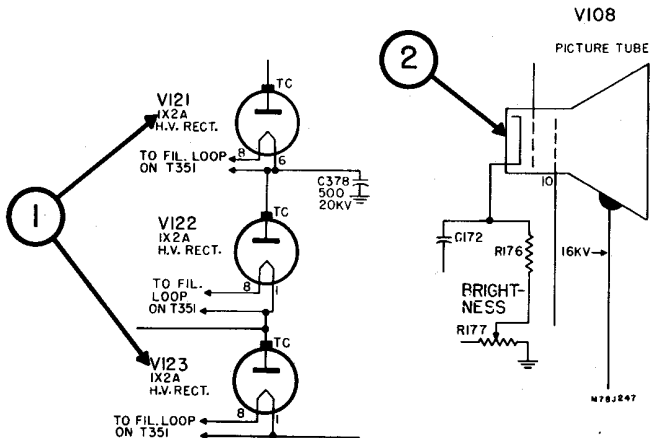 V108
PICTURE TUBE
2
TC
V121
1X2A
H.V. RECT.
8
6
TO FIL. LOOP
ON T351
C378
500
20KV
1
TC
V122
1X2A
H.V. RECT.
8
1
TO FIL.
LOOP
ON T351
10
C172
R176
16KV
BRIGHT-
NESS
R177
TC
V123
1X2A
H.V. RECT.
8
1
TO FIL. LOOP
ON T351
M78J247